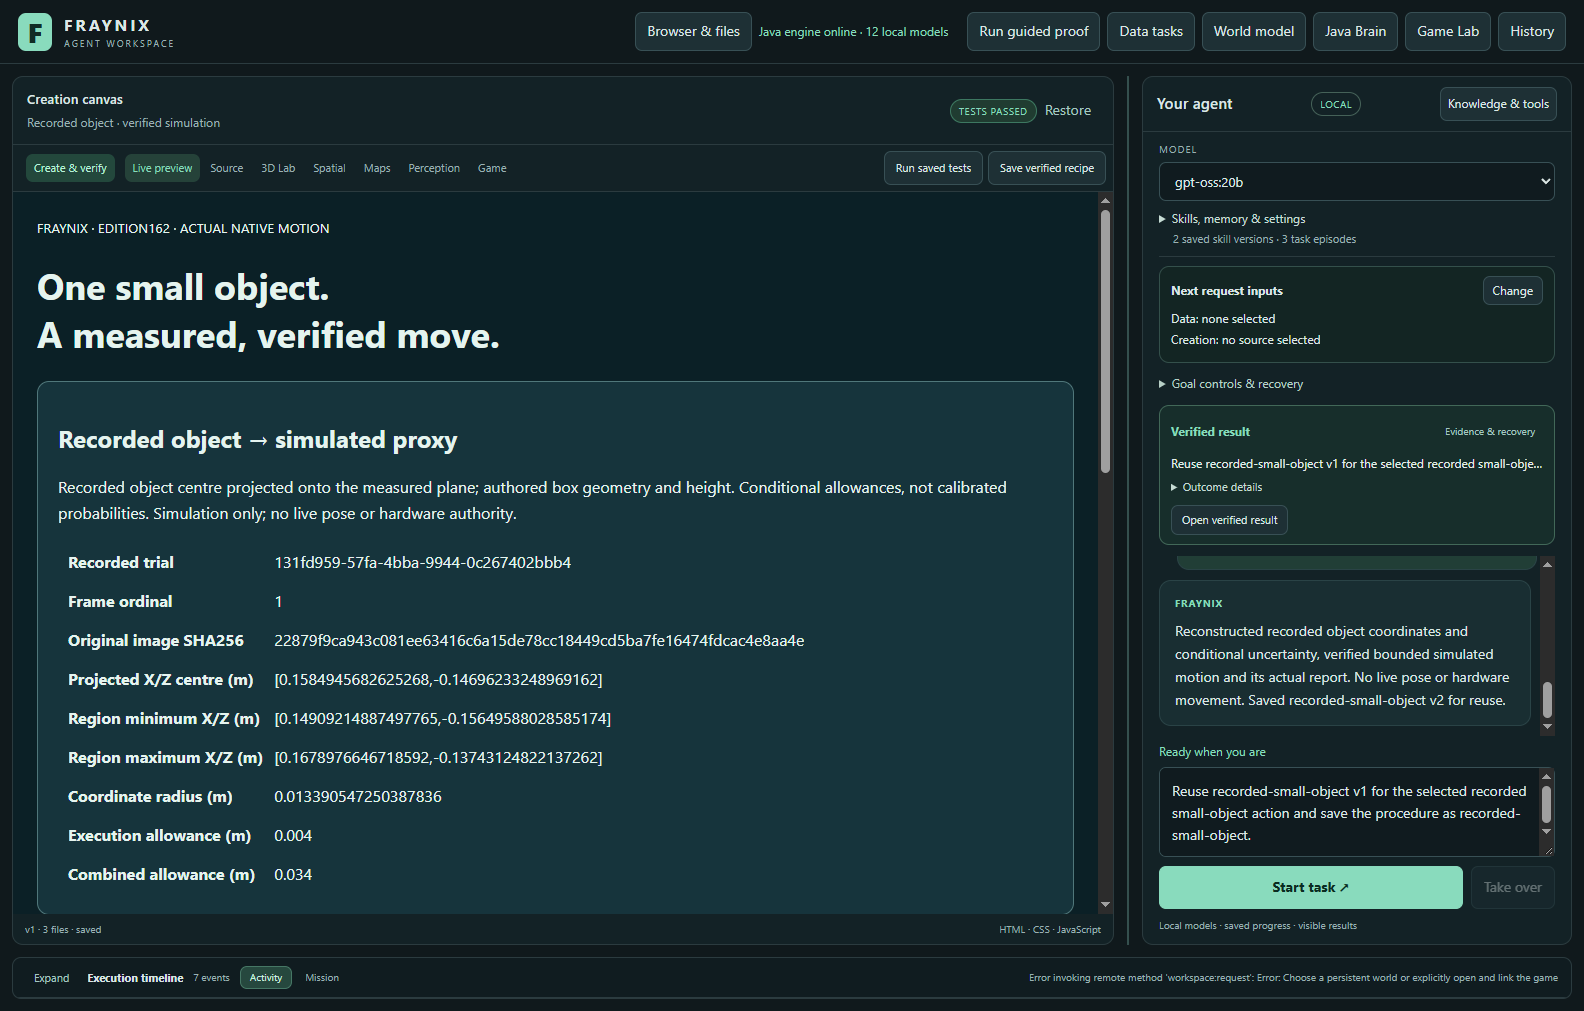 F
FRAYNIX
AGENT WORKSPACE
Browser & files
Java engine online · 12 local models
Run guided proof
Data tasks
World model
Java Brain
Game Lab
History
Creation canvas
Recorded object · verified simulation
TESTS PASSED
Restore
Create & verify
Live preview
Source
3D Lab
Spatial
Maps
Perception
Game
Run saved tests
Save verified recipe
FRAYNIX · EDITION162 · ACTUAL NATIVE MOTION
One small object.
A measured, verified move.
Recorded object → simulated proxy
Recorded object centre projected onto the measured plane; authored box geometry and height. Conditional allowances, not calibrated
probabilities. Simulation only; no live pose or hardware authority.
Recorded trial 131fd959-57fa-4bba-9944-0c267402bbb4
Frame ordinal 1
Original image SHA256 22879f9ca943c081ee63416c6a15de78cc18449cd5ba7fe16474fdcac4e8aa4e
Projected X/Z centre (m) [0.1584945682625268,-0.14696233248969162]
Region minimum X/Z (m) [0.14909214887497765,-0.15649588028585174]
Region maximum X/Z (m) [0.1678976646718592,-0.13743124822137262]
Coordinate radius (m) 0.013390547250387836
Execution allowance (m) 0.004
Combined allowance (m) 0.034
v1 · 3 files · saved
HTML · CSS · JavaScript
Your agent
LOCAL
Knowledge & tools
MODEL
gpt-oss:20b
Skills, memory & settings
2 saved skill versions · 3 task episodes
Next request inputs
Change
Data: none selected
Creation: no source selected
Goal controls & recovery
Verified result
Evidence & recovery
Reuse recorded-small-object v1 for the selected recorded small-obje...
Outcome details
Open verified result
FRAYNIX
Reconstructed recorded object coordinates and
conditional uncertainty, verified bounded simulated
motion and its actual report. No live pose or hardware
movement. Saved recorded-small-object v2 for reuse.
Ready when you are
Reuse recorded-small-object v1 for the selected recorded
small-object action and save the procedure as recorded-
small-object.
Start task ↗
Take over
Local models · saved progress · visible results
Expand
Execution timeline
7 events
Activity
Mission
Error invoking remote method 'workspace:request': Error: Choose a persistent world or explicitly open and link the game